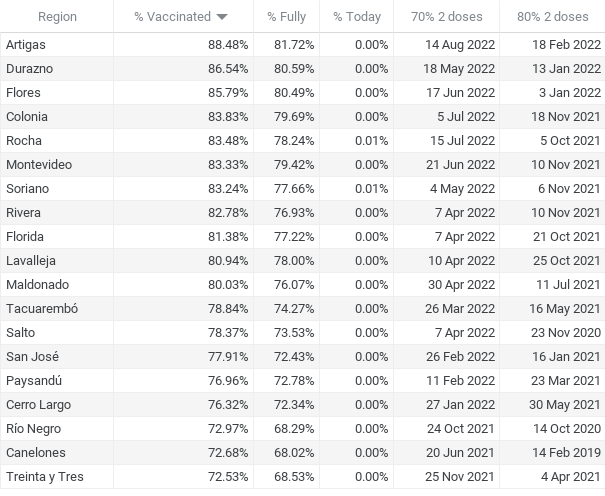 Region % Vaccinated % Fully % Today 70% 2 doses 80% 2 doses
Artigas 88.48% 81.72% 0.00% 14 Aug 2022 18 Feb 2022
Durazno 86.54% 80.59% 0.00% 18 May 2022 13 Jan 2022
Flores 85.79% 80.49% 0.00% 17 Jun 2022 3 Jan 2022
Colonia 83.83% 79.69% 0.00% 5 Jul 2022 18 Nov 2021
Rocha 83.48% 78.24% 0.01% 15 Jul 2022 5 Oct 2021
Montevideo 83.33% 79.42% 0.00% 21 Jun 2022 10 Nov 2021
Soriano 83.24% 77.66% 0.01% 4 May 2022 6 Nov 2021
Rivera 82.78% 76.93% 0.00% 7 Apr 2022 10 Nov 2021
Florida 81.38% 77.22% 0.00% 7 Apr 2022 21 Oct 2021
Lavalleja 80.94% 78.00% 0.00% 10 Apr 2022 25 Oct 2021
Maldonado 80.03% 76.07% 0.00% 30 Apr 2022 11 Jul 2021
Tacuarembó 78.84% 74.27% 0.00% 26 Mar 2022 16 May 2021
Salto 78.37% 73.53% 0.00% 7 Apr 2022 23 Nov 2020
San José 77.91% 72.43% 0.00% 26 Feb 2022 16 Jan 2021
Paysandú 76.96% 72.78% 0.00% 11 Feb 2022 23 Mar 2021
Cerro Largo 76.32% 72.34% 0.00% 27 Jan 2022 30 May 2021
Río Negro 72.97% 68.29% 0.00% 24 Oct 2021 14 Oct 2020
Canelones 72.68% 68.02% 0.00% 20 Jun 2021 14 Feb 2019
Treinta y Tres 72.53% 68.53% 0.00% 25 Nov 2021 4 Apr 2021